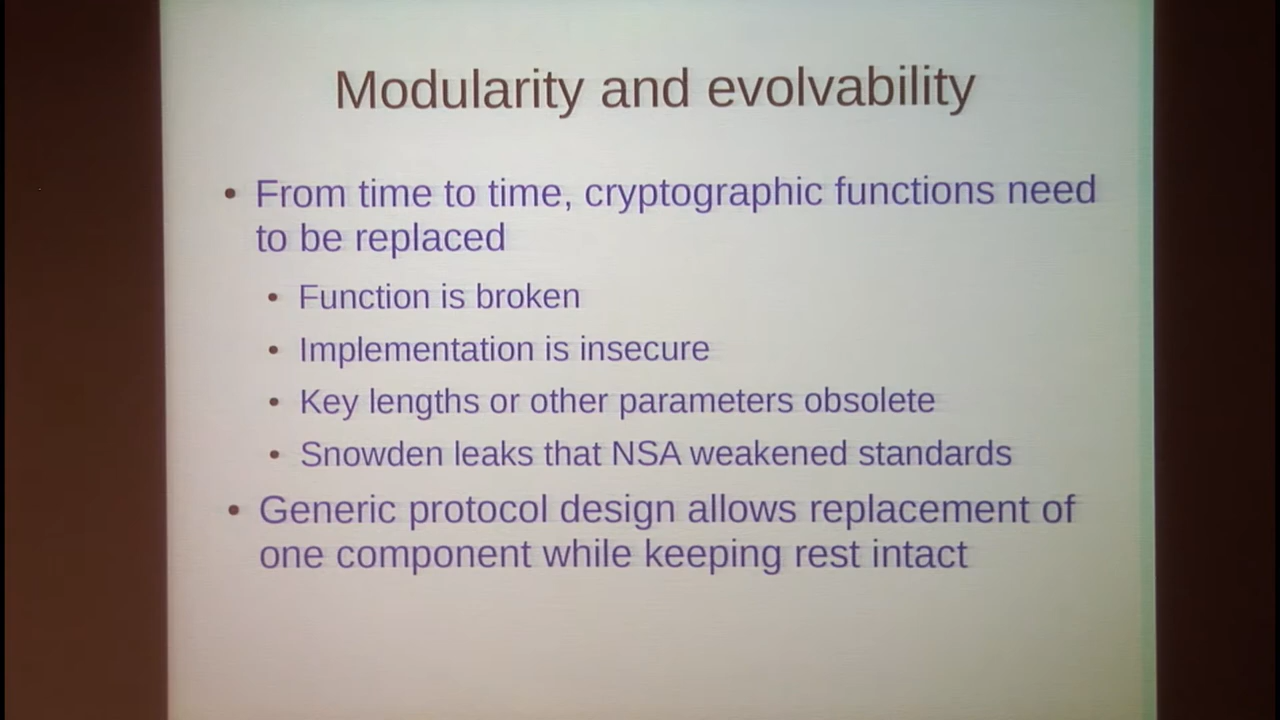 Modularity and evolvability
• From time to time, cryptographic functions need
to be replaced
• Function is broken
• Implementation is insecure
• Key lengths or other parameters obsolete
• Snowden leaks that NSA weakened standards
• Generic protocol design allows replacement of
one component while keeping rest intact